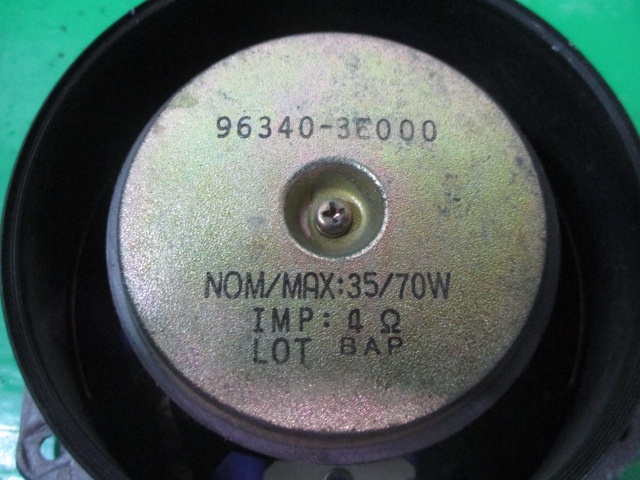 96340-3E000
NOM/MAX:35/70W
IMP: 4 Ω
LOT BAP